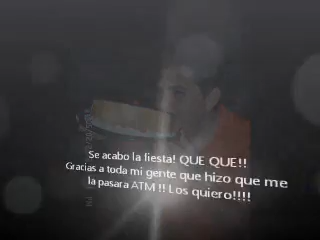 Se acabo la fiesta! QUE QUE!!
Gracias a toda mi gente que hizo que me
la pasara ATM !! Los quiero!!!!